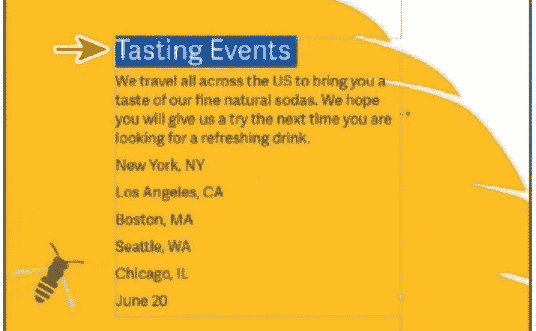 Tasting Events
We travel all across the US to bring you a
taste of our fine natural sodas. We hope
you will give us a try the next time you are
looking for a refreshing drink.
New York, NY
Los Angeles, CA
Boston, MA
Seattle, WA
Chicago, IL
June 20